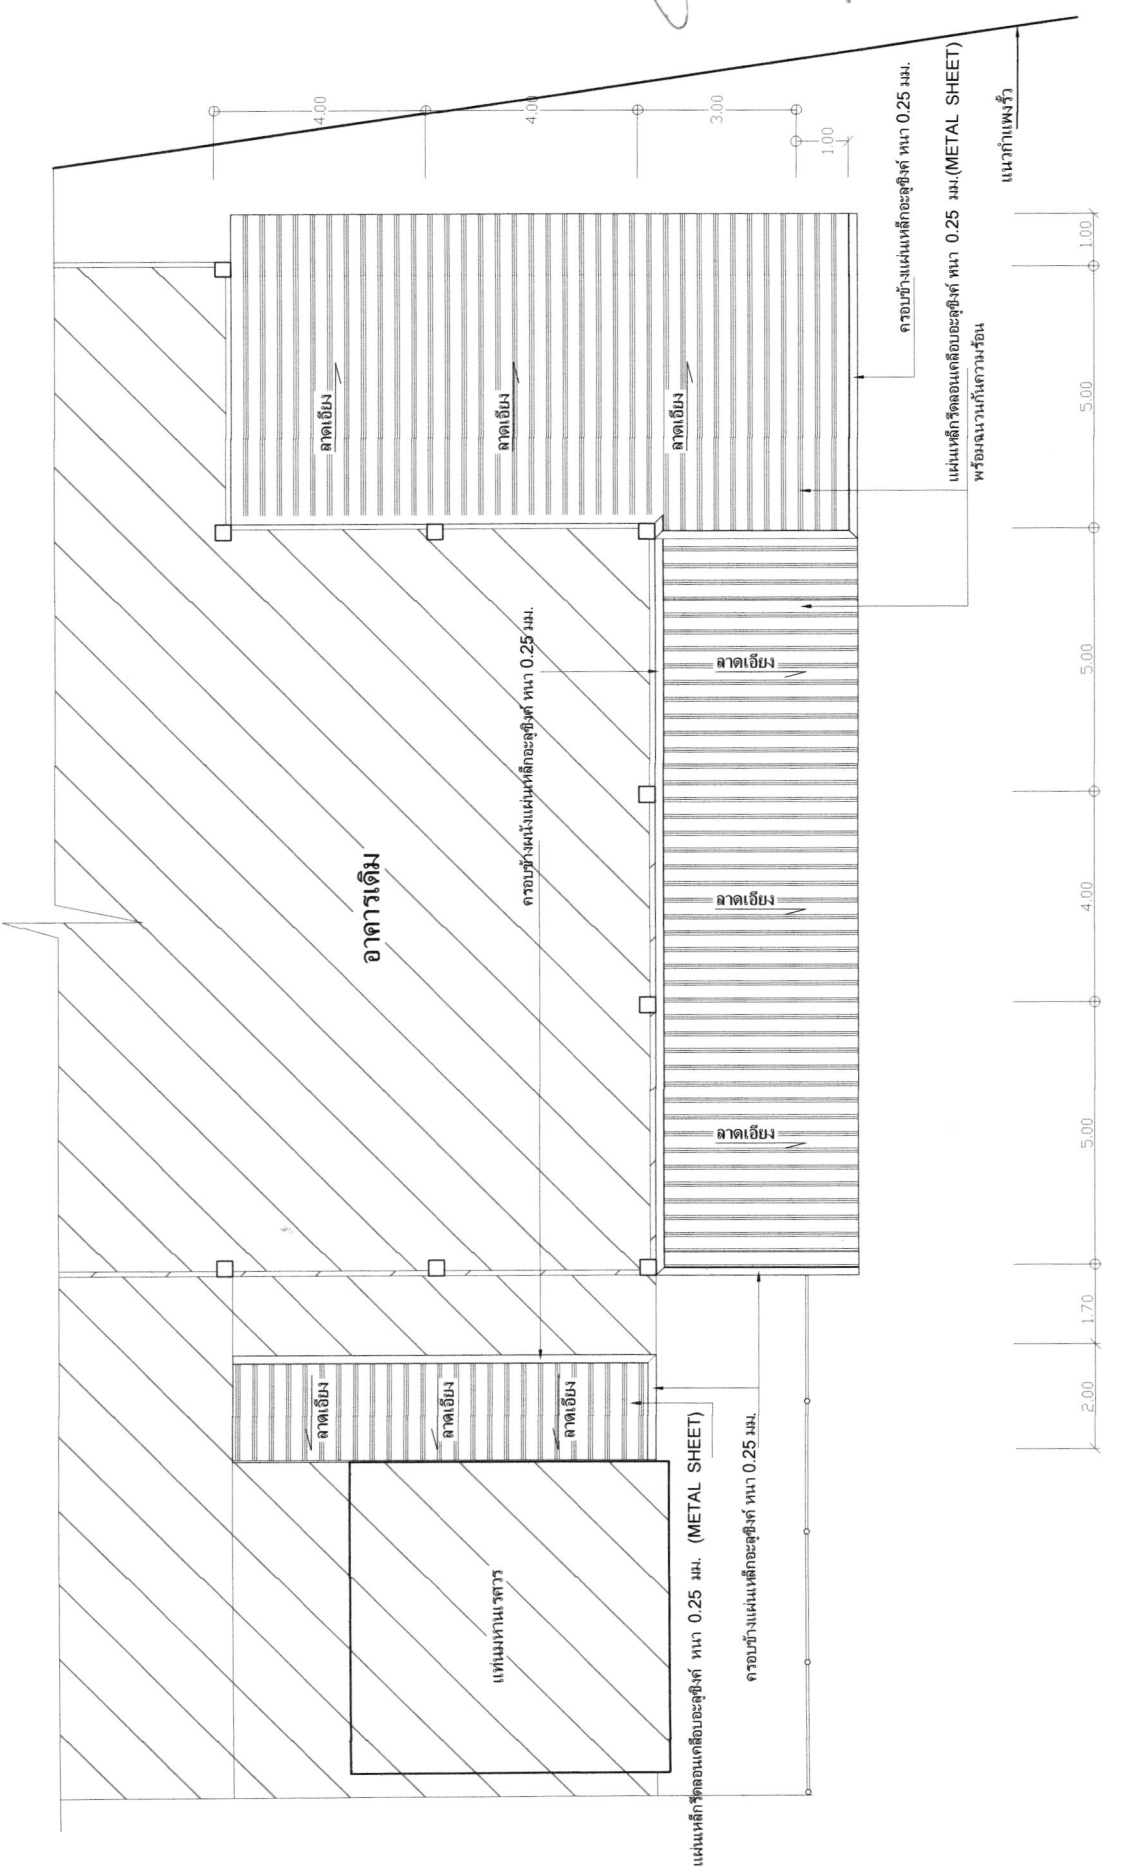 4.00
4.00
3.00
1.00
ครอบข้างแผ่นเหล็กอะลูซิงค์ หนา 0.25 มม.
แผ่นเหล็กรีดลอนเคลือบอะลูซิงค์ หนา 0.25 มม.(METAL SHEET)
พร้อมฉนวนกันความร้อน
แนวกำแพงรั้ว
ลาดเอียง
ลาดเอียง
ลาดเอียง
ครอบข้างผนังแผ่นเหล็กอะลูซิงค์ หนา 0.25 มม.
อาคารเดิม
ลาดเอียง
ลาดเอียง
ลาดเอียง
ลาดเอียง
ลาดเอียง
ลาดเอียง
แท่นมหานเรศวร
แผ่นเหล็กรีดลอนเคลือบอะลูซิงค์ หนา 0.25 มม. (METAL SHEET)
ครอบข้างแผ่นเหล็กอะลูซิงค์ หนา 0.25 มม.
2.00
1.70
5.00
4.00
5.00
5.00
1.00